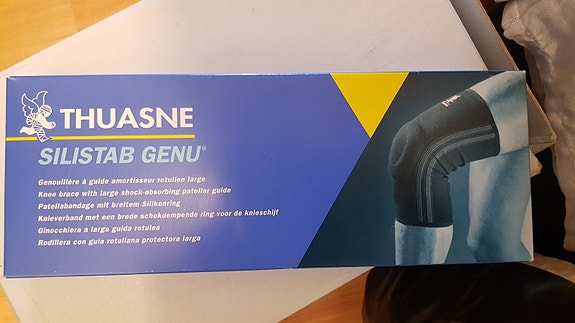 THUASNE
SILISTAB GENU®
Genouillère à guide amortisseur rotulien large
Knee brace with large shock-absorbing patellar guide
Patellabandage mit breitem Silikonring
Knieverband met een brede schokdempende ring voor de knieschijf
Ginocchiera a larga guida rotulea
Rodillera con guía rotuliana protectora larga